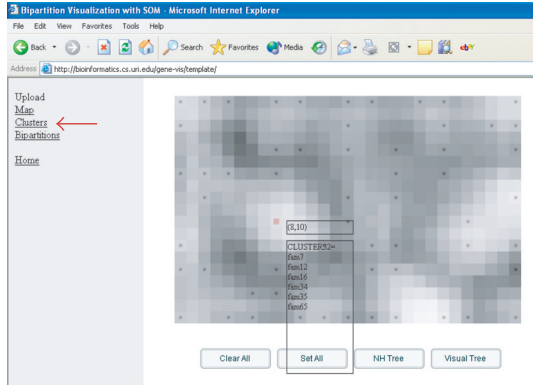 Bipartition Visualization with SOM - Microsoft Internet Explorer
File Edit View Favorites Tools Help
Back Search Favorites Media ebY
Address http://bioinformatics.cs.uri.edu/gene-vis/template/
Upload
Map
Clusters
Bipartitions
Home
(8,10)
CLUSTER92=
fam7
fam12
fam16
fam34
fam35
fam65
Clear All Set All NH Tree Visual Tree